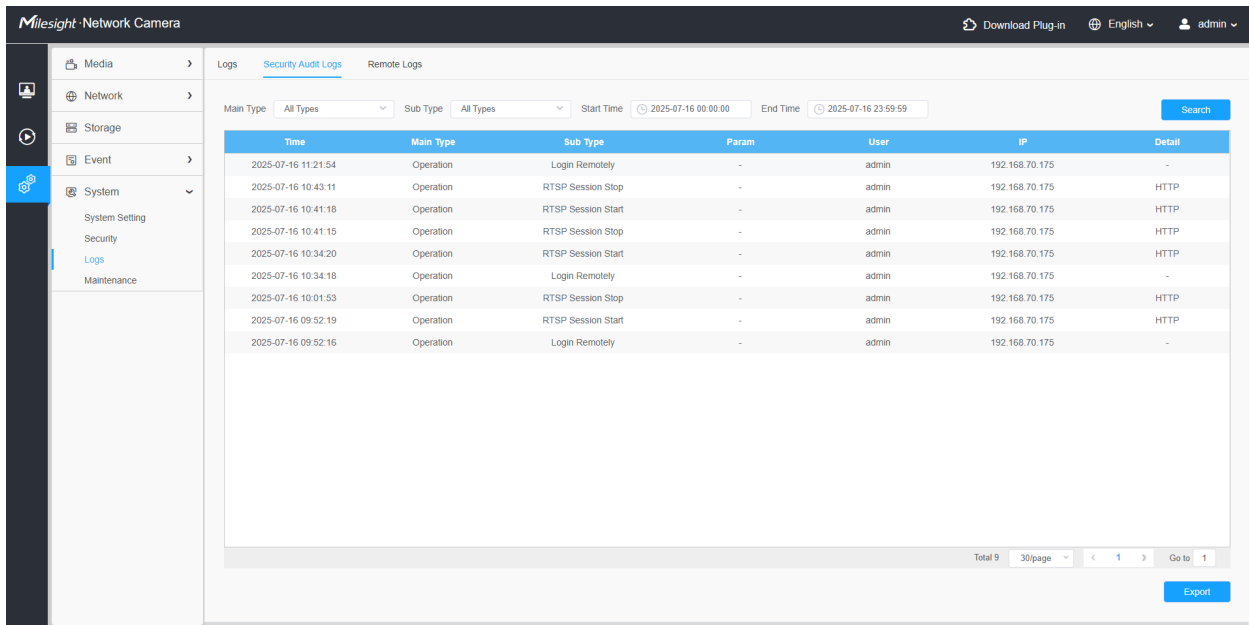 Milesight · Network Camera
Download Plug-in
English
admin
Media
Network
Storage
Event
System
System Setting
Security
Logs
Maintenance
Logs Security Audit Logs Remote Logs
Main Type All Types Sub Type All Types Start Time 2025-07-16 00:00:00 End Time 2025-07-16 23:59:59 Search
Time Main Type Sub Type Param User IP Detail
2025-07-16 11:21:54 Operation Login Remotely - admin 192.168.70.175 -
2025-07-16 10:43:11 Operation RTSP Session Stop - admin 192.168.70.175 HTTP
2025-07-16 10:41:18 Operation RTSP Session Start - admin 192.168.70.175 HTTP
2025-07-16 10:41:15 Operation RTSP Session Stop - admin 192.168.70.175 HTTP
2025-07-16 10:34:20 Operation RTSP Session Start - admin 192.168.70.175 HTTP
2025-07-16 10:34:18 Operation Login Remotely - admin 192.168.70.175 -
2025-07-16 10:01:53 Operation RTSP Session Stop - admin 192.168.70.175 HTTP
2025-07-16 09:52:19 Operation RTSP Session Start - admin 192.168.70.175 HTTP
2025-07-16 09:52:16 Operation Login Remotely - admin 192.168.70.175 -
Total 9 30/page < 1 > Go to 1
Export